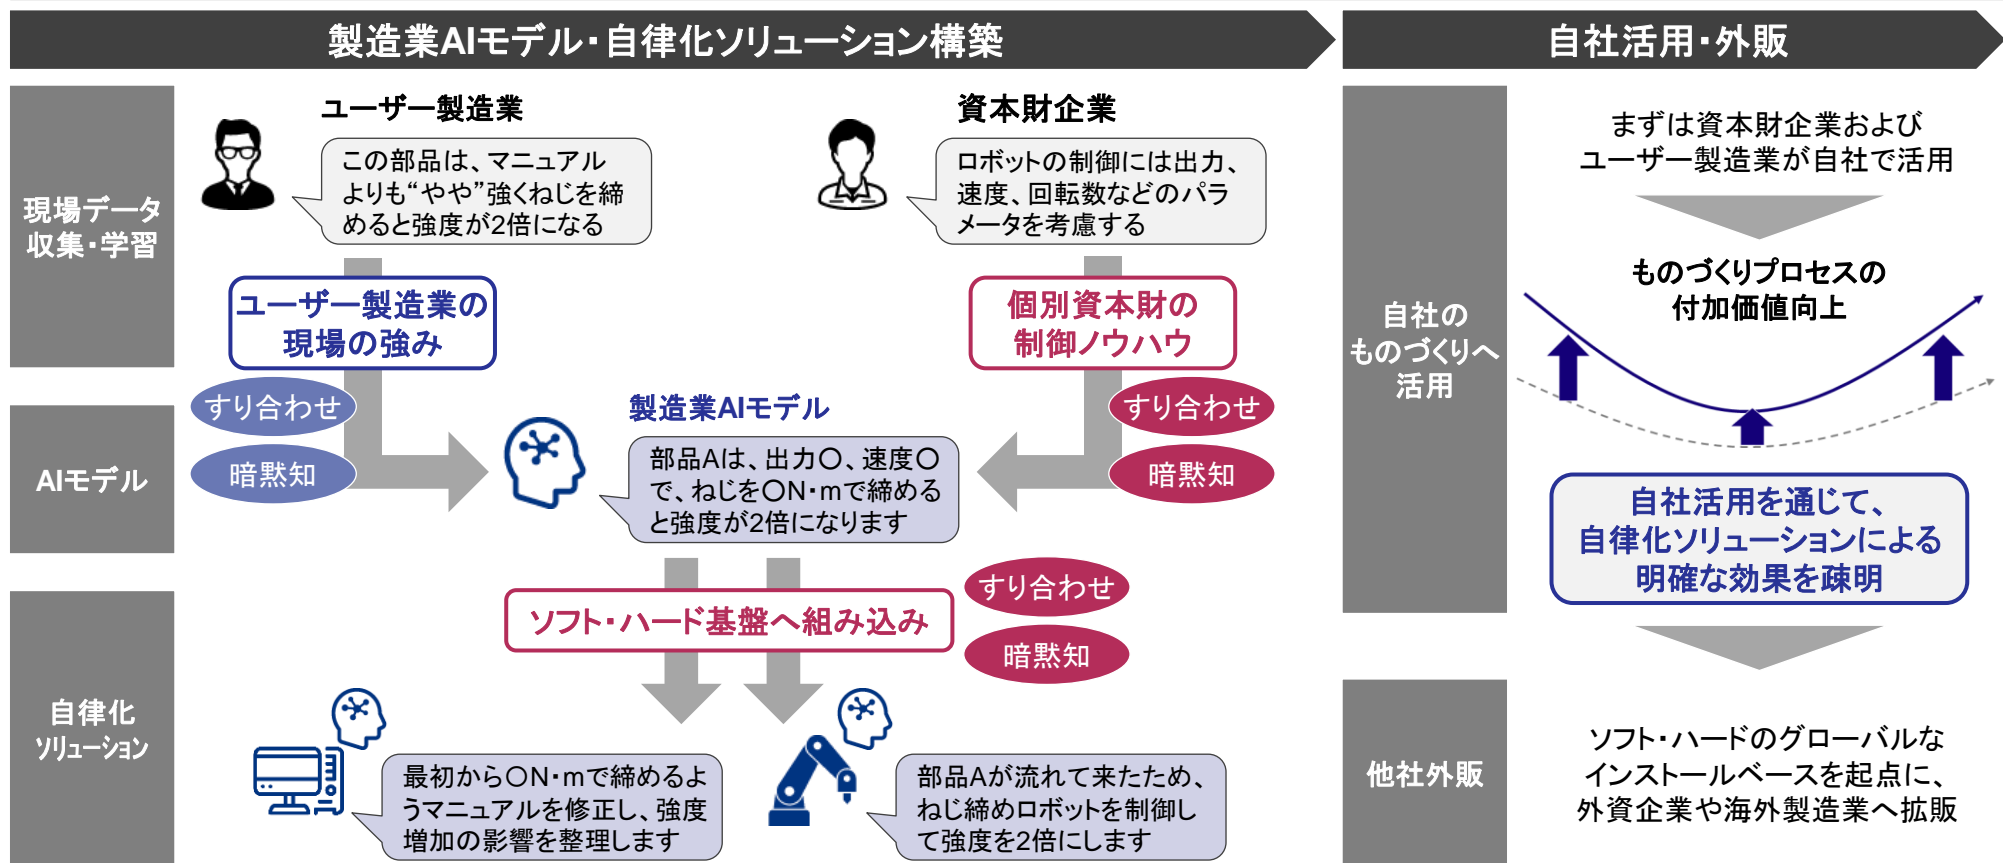 製造業AIモデル・自律化ソリューション構築
自社活用・外販
現場データ
収集・学習
ユーザー製造業
この部品は、マニュアル
よりも“やや”強くねじを締
めると強度が2倍になる
資本財企業
ロボットの制御には出力、
速度、回転数などのパラ
メータを考慮する
ユーザー製造業の
現場の強み
個別資本財の
制御ノウハウ
すり合わせ
暗黙知
すり合わせ
暗黙知
AIモデル
製造業AIモデル
部品Aは、出力〇、速度〇
で、ねじを〇N・mで締める
と強度が2倍になります
ソフト・ハード基盤へ組み込み
すり合わせ
暗黙知
自律化
ソリューション
最初から〇N・mで締めるよ
うマニュアルを修正し、強度
増加の影響を整理します
部品Aが流れて来たため、
ねじ締めロボットを制御し
て強度を2倍にします
自社の
ものづくりへ
活用
まずは資本財企業および
ユーザー製造業が自社で活用
ものづくりプロセスの
付加価値向上
自社活用を通じて、
自律化ソリューションによる
明確な効果を疎明
他社外販
ソフト・ハードのグローバルな
インストールベースを起点に、
外資企業や海外製造業へ拡販